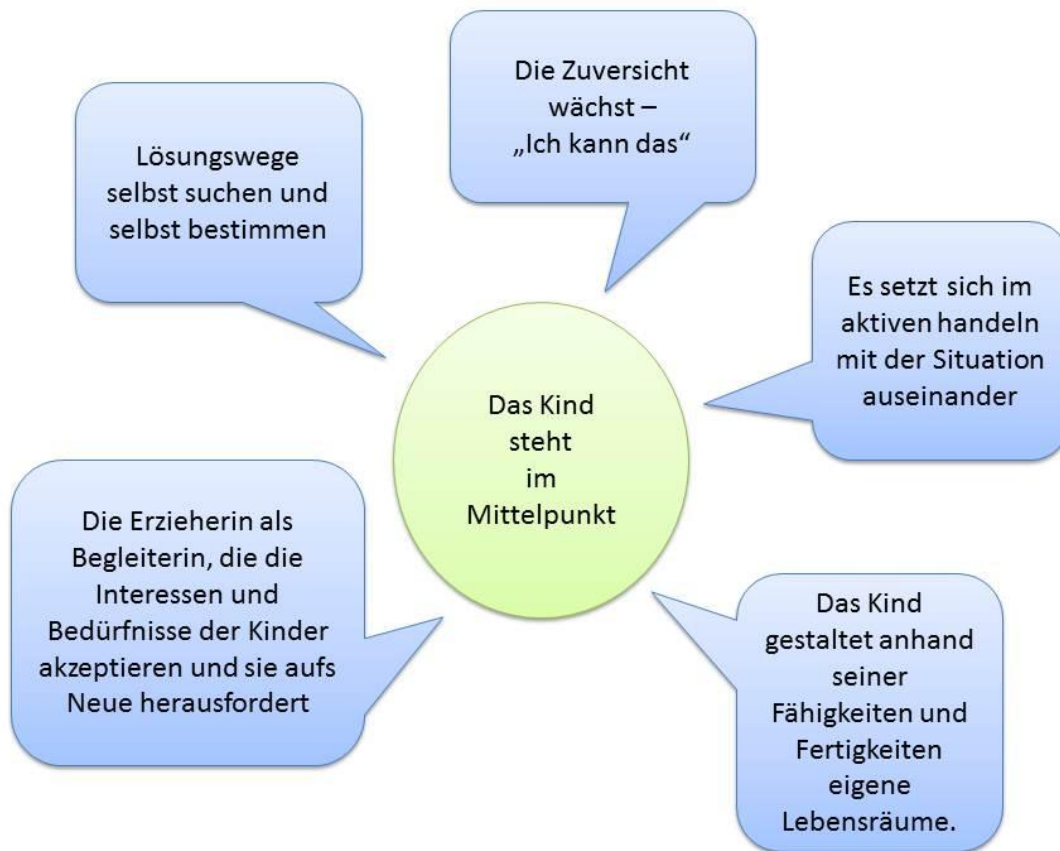 Die Zuversicht
wächst –
„Ich kann das“
Lösungswege
selbst suchen und
selbst bestimmen
Es setzt sich im
aktiven handeln
mit der Situation
auseinander
Das Kind
steht
im
Mittelpunkt
Die Erzieherin als
Begleiterin, die die
Interessen und
Bedürfnisse der Kinder
akzeptieren und sie aufs
Neue herausfordert
Das Kind
gestaltet anhand
seiner
Fähigkeiten und
Fertigkeiten
eigene
Lebensräume.